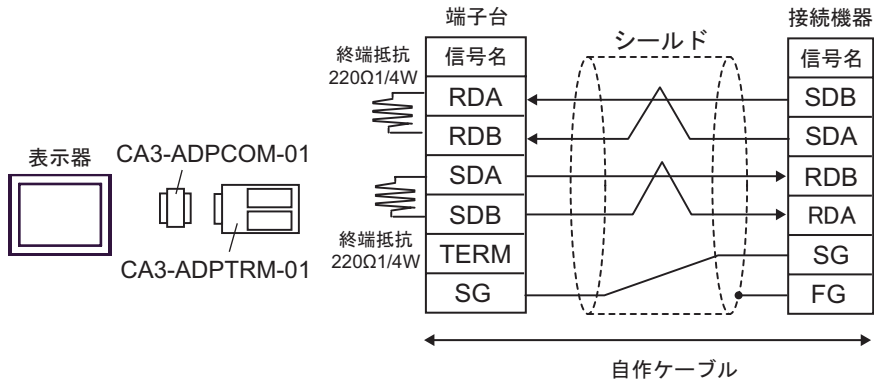 端子台
接続機器
シールド
終端抵抗
220Ω1/4W
信号名
信号名
RDA
SDB
RDB
SDA
表示器
CA3-ADPCOM-01
SDA
RDB
SDB
RDA
終端抵抗
220Ω1/4W
TERM
SG
CA3-ADPTRM-01
SG
FG
自作ケーブル